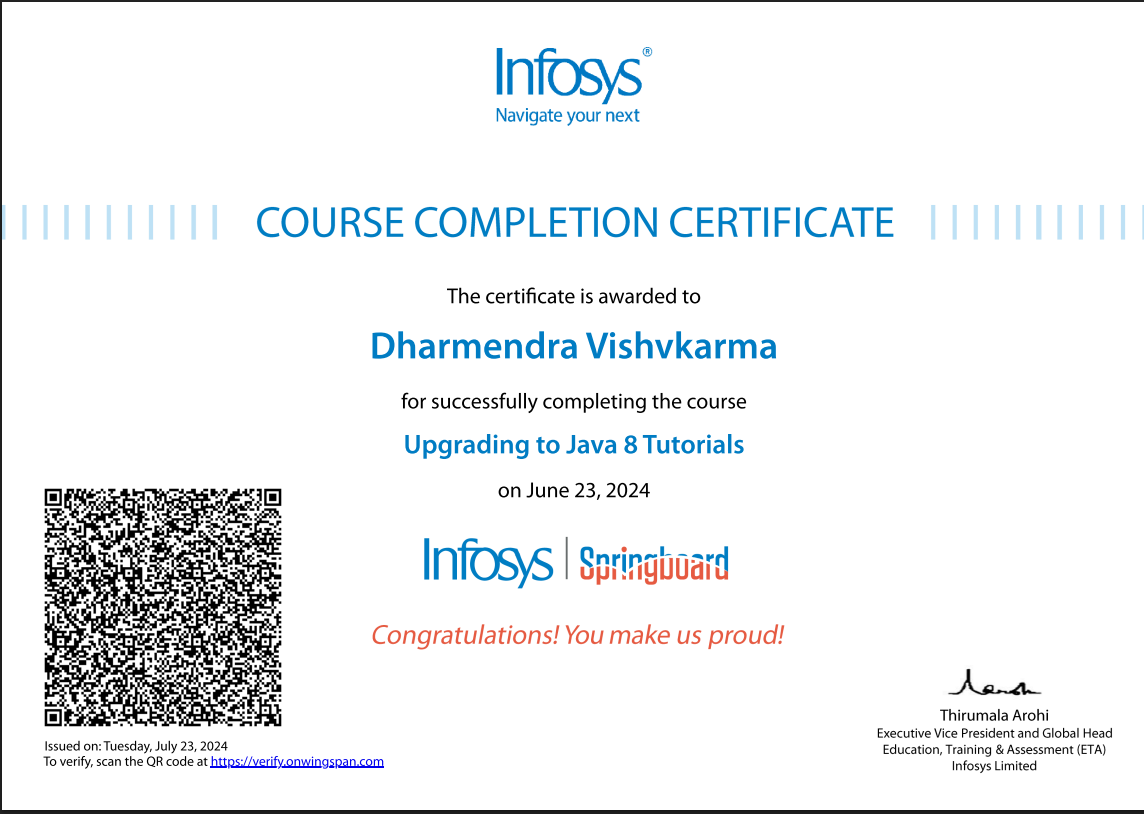 Infosys®
Navigate your next
COURSE COMPLETION CERTIFICATE
The certificate is awarded to
Dharmendra Vishvkarma
for successfully completing the course
Upgrading to Java 8 Tutorials
on June 23, 2024
Infosys | Springboard
Congratulations! You make us proud!
Issued on: Tuesday, July 23, 2024
To verify, scan the QR code at https://verify.onwingspan.com
Thirumala Arohi
Executive Vice President and Global Head
Education, Training & Assessment (ETA)
Infosys Limited